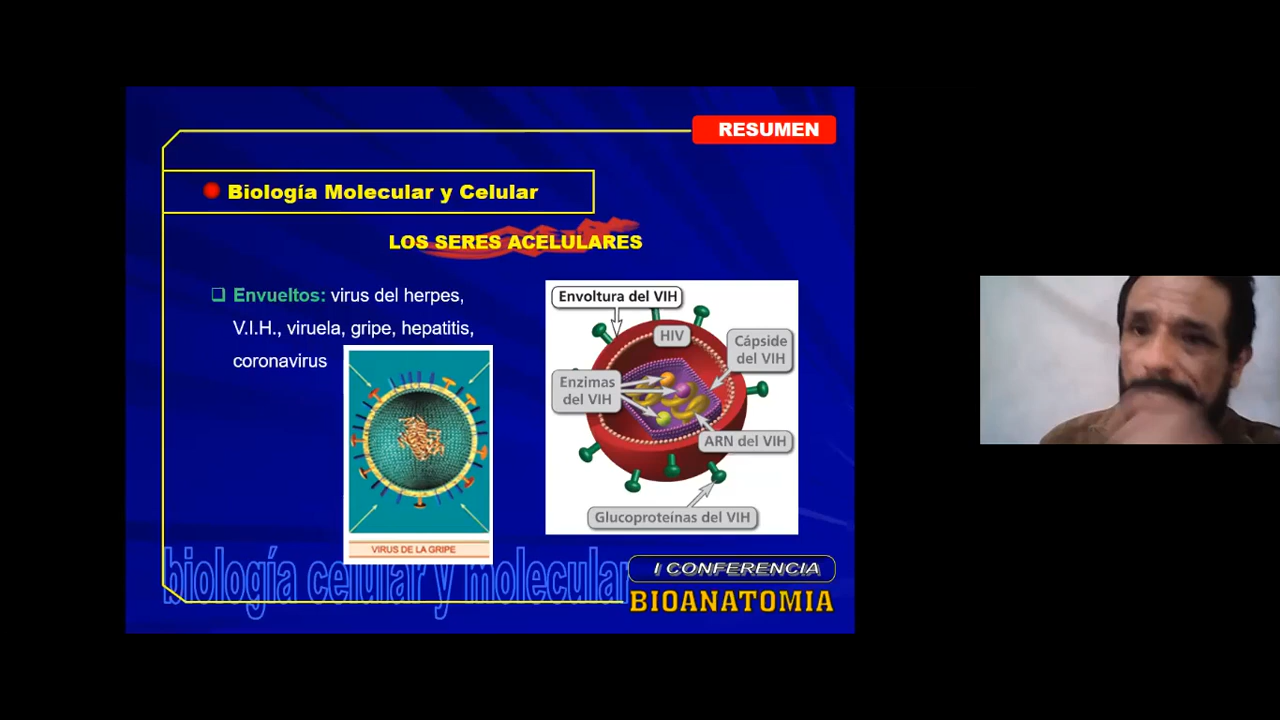 RESUMEN
Biología Molecular y Celular
LOS SERES ACELULARES
❑ Envueltos: virus del herpes,
V.I.H., viruela, gripe, hepatitis,
coronavirus
VIRUS DE LA GRIPE
Envoltura del VIH
HIV
Cápside
del VIH
Enzimas
del VIH
ARN del VIH
Glucoproteínas del VIH
biología celular y molecular
I CONFERENCIA
BIOANATOMIA